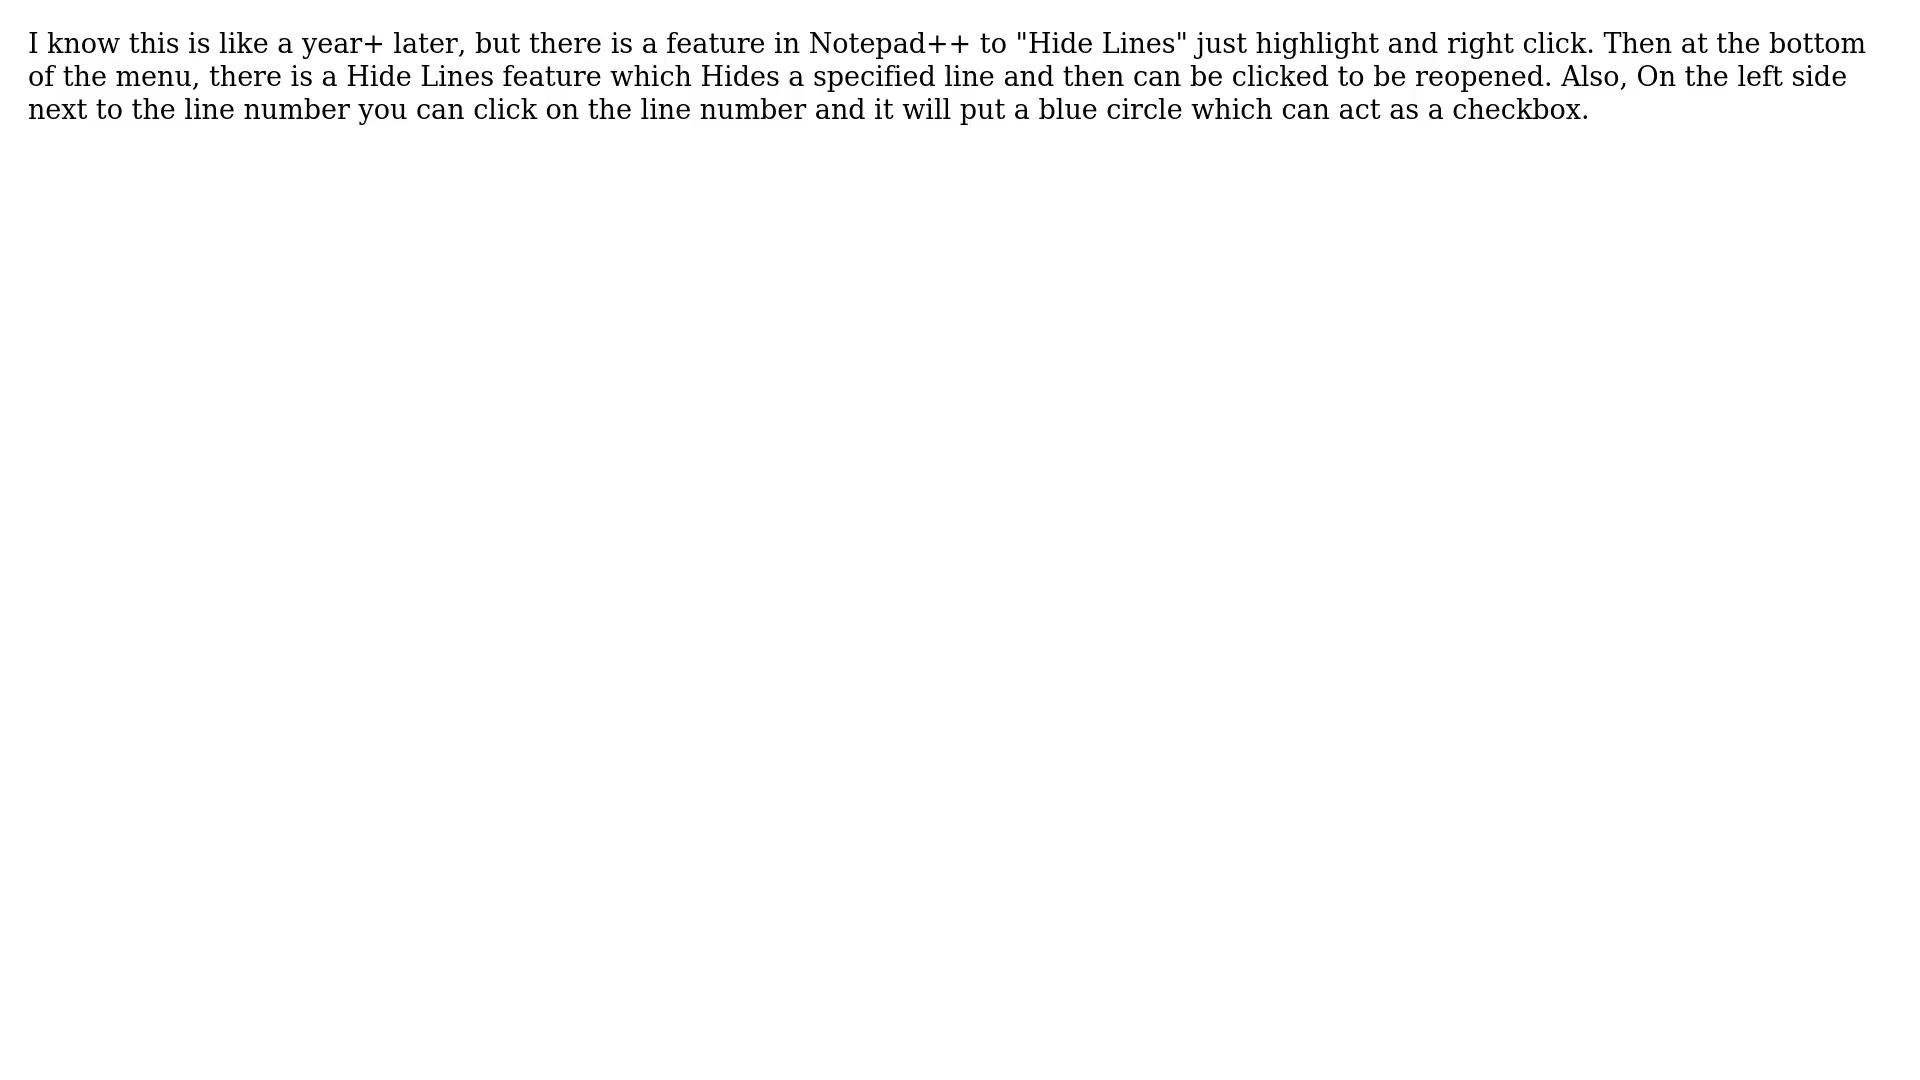 I know this is like a year+ later, but there is a feature in Notepad++ to "Hide Lines" just highlight and right click. Then at the bottom
of the menu, there is a Hide Lines feature which Hides a specified line and then can be clicked to be reopened. Also, On the left side
next to the line number you can click on the line number and it will put a blue circle which can act as a checkbox.